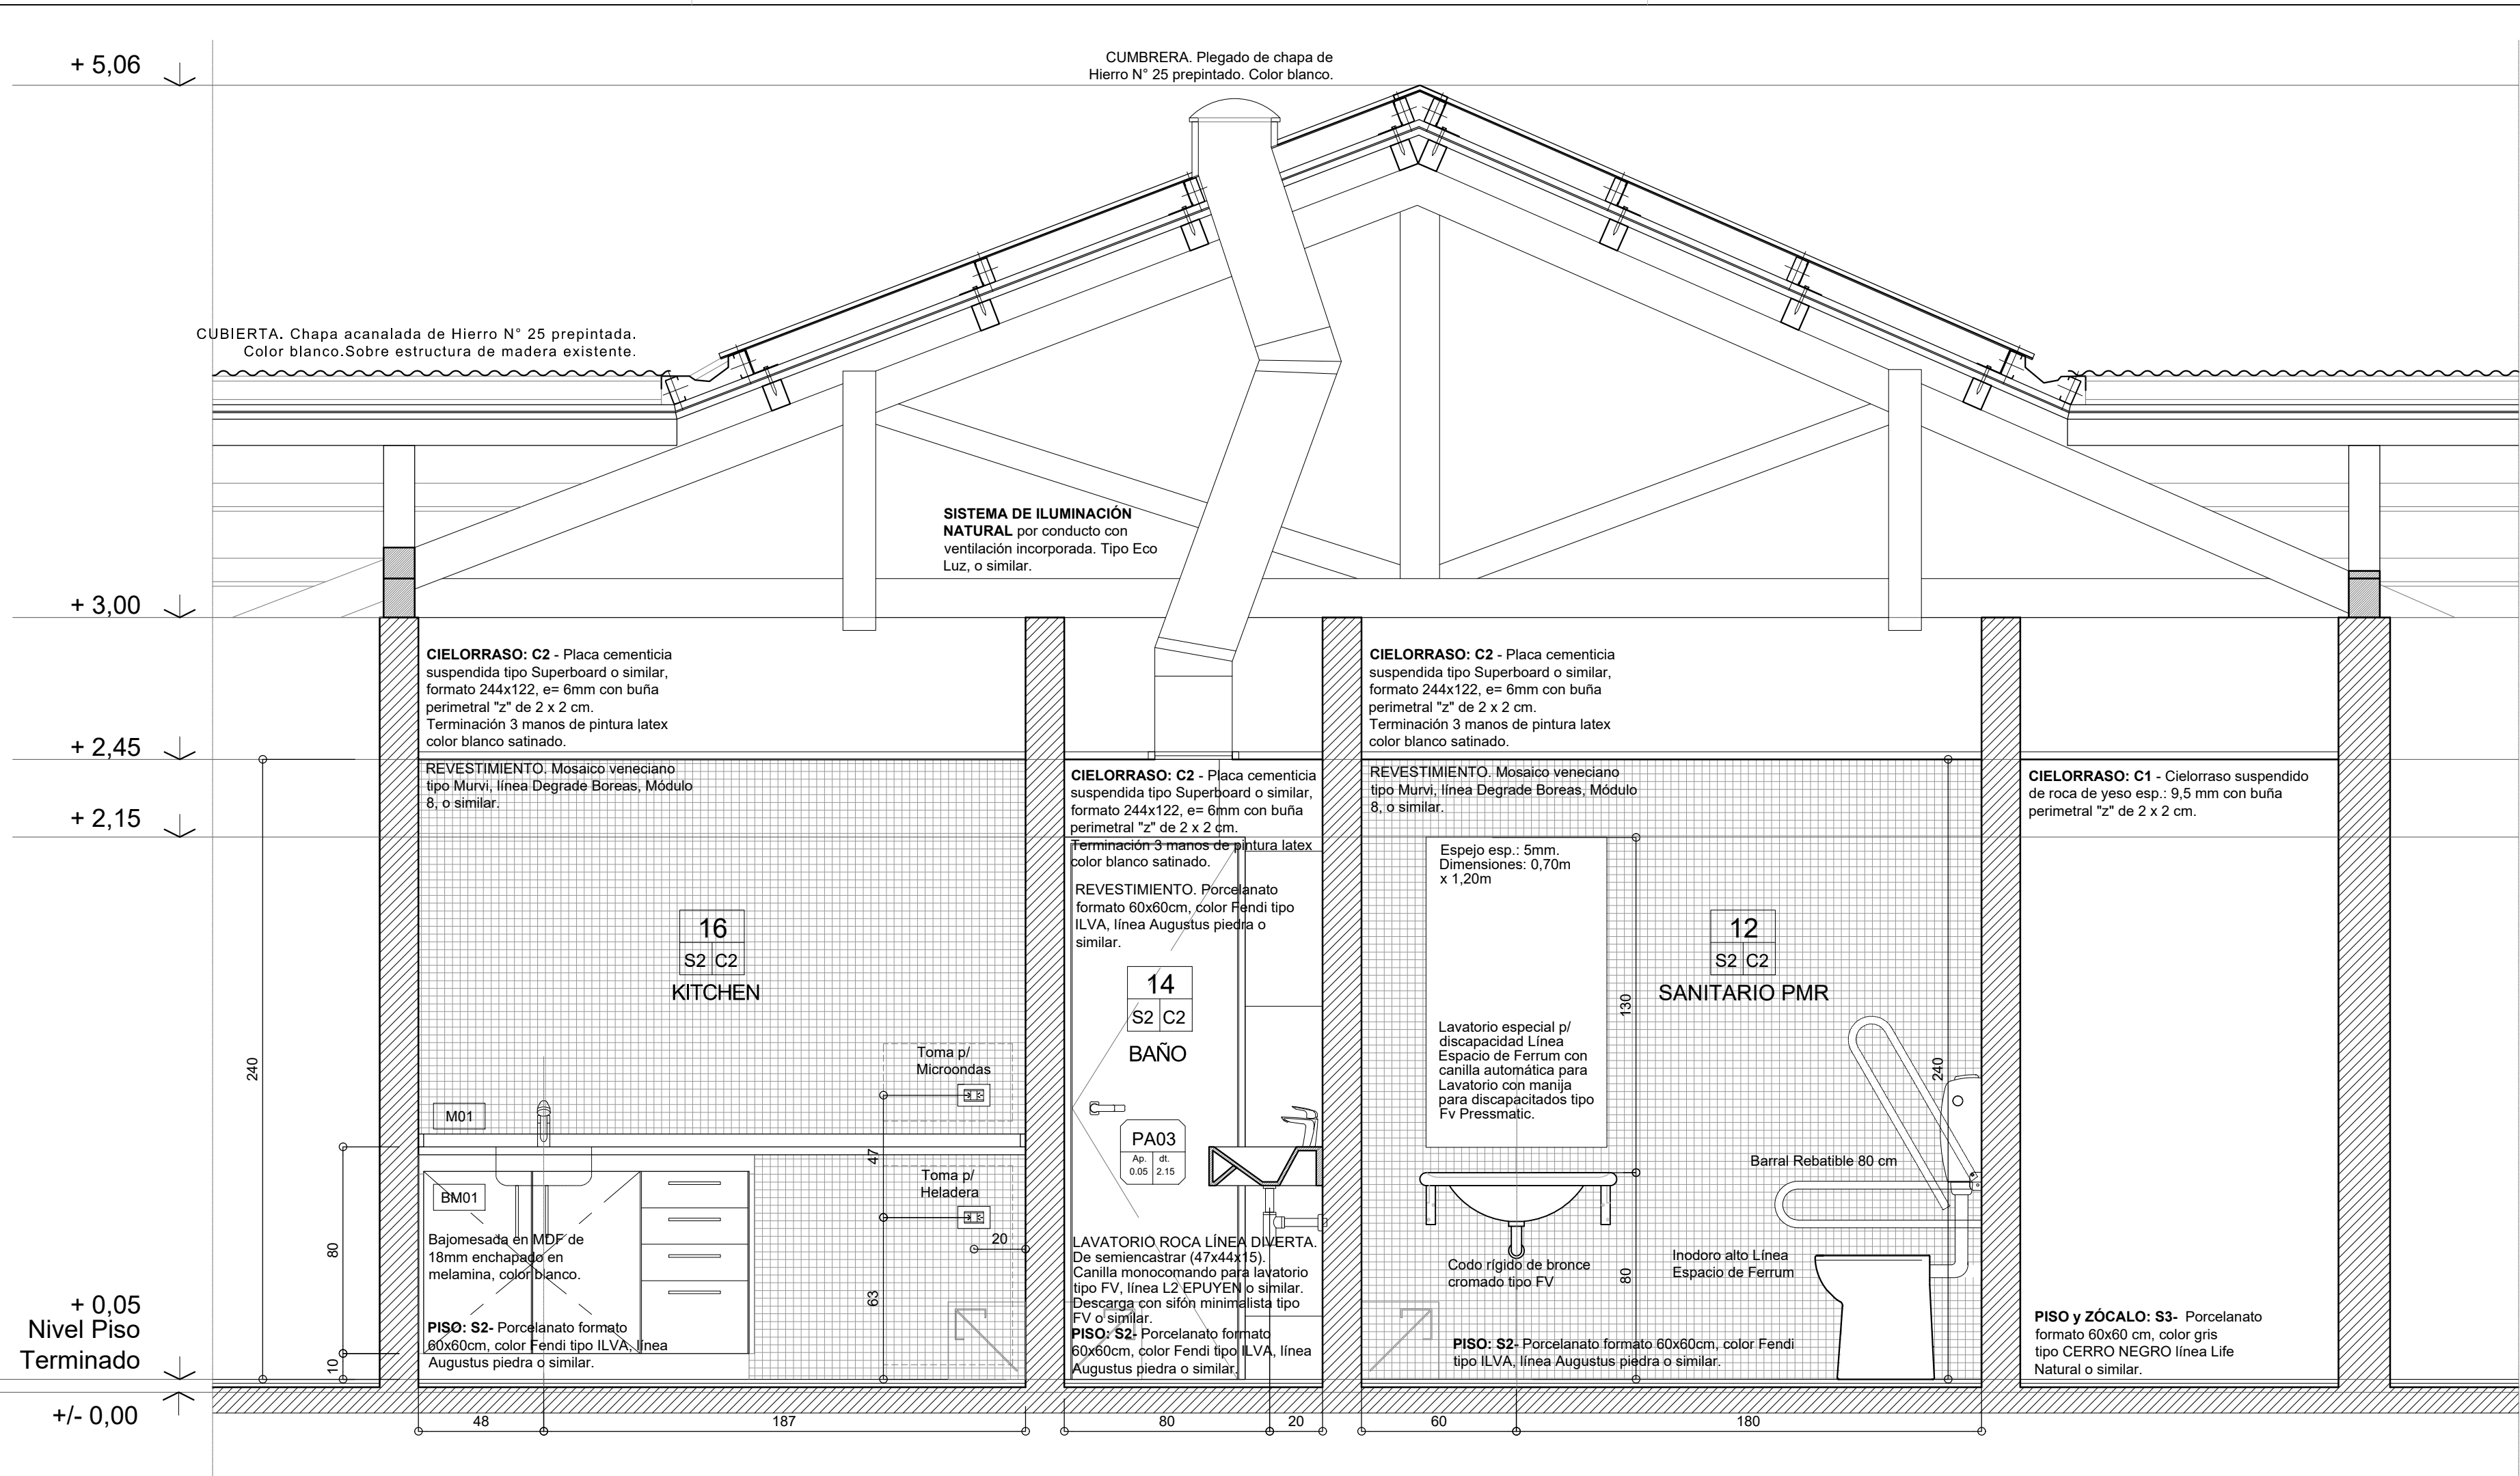 + 5,06
CUMBRERA. Plegado de chapa de
Hierro N° 25 prepintado. Color blanco.
CUBIERTA. Chapa acanalada de Hierro N° 25 prepintada.
Color blanco.Sobre estructura de madera existente.
SISTEMA DE ILUMINACIÓN
NATURAL por conducto con
ventilación incorporada. Tipo Eco
Luz, o similar.
+ 3,00
CIELORRASO: C2 - Placa cementicia
suspendida tipo Superboard o similar,
formato 244x122, e= 6mm con buña
perimetral "z" de 2 x 2 cm.
Terminación 3 manos de pintura latex
color blanco satinado.
CIELORRASO: C2 - Placa cementicia
suspendida tipo Superboard o similar,
formato 244x122, e= 6mm con buña
perimetral "z" de 2 x 2 cm.
Terminación 3 manos de pintura latex
color blanco satinado.
+ 2,45
REVESTIMIENTO. Mosaico veneciano
tipo Murvi, línea Degrade Boreas, Módulo
8, o similar.
CIELORRASO: C2 - Placa cementicia
suspendida tipo Superboard o similar,
formato 244x122, e= 6mm con buña
perimetral "z" de 2 x 2 cm.
Terminación 3 manos de pintura latex
color blanco satinado.
REVESTIMIENTO. Mosaico veneciano
tipo Murvi, línea Degrade Boreas, Módulo
8, o similar.
CIELORRASO: C1 - Cielorraso suspendido
de roca de yeso esp.: 9,5 mm con buña
perimetral "z" de 2 x 2 cm.
+ 2,15
REVESTIMIENTO. Porcelanato
formato 60x60cm, color Fendi tipo
ILVA, línea Augustus piedra o
similar.
Espejo esp.: 5mm.
Dimensiones: 0,70m
x 1,20m
16
S2 C2
KITCHEN
14
S2 C2
BAÑO
12
S2 C2
SANITARIO PMR
130
240
240
Lavatorio especial p/
discapacidad Línea
Espacio de Ferrum con
canilla automática para
Lavatorio con manija
para discapacitados tipo
Fv Pressmatic.
Toma p/
Microondas
M01
PA03
Ap. dt.
0.05 2.15
47
Toma p/
Heladera
BM01
Barral Rebatible 80 cm
Bajomesada en MDF de
18mm enchapado en
melamina, color blanco.
20
80
63
LAVATORIO ROCA LÍNEA DIVERTA.
De semiencastrar (47x44x15).
Canilla monocomando para lavatorio
tipo FV, línea L2 EPUYEN o similar.
Descarga con sifón minimalista tipo
FV o similar.
PISO: S2- Porcelanato formato
60x60cm, color Fendi tipo ILVA, línea
Augustus piedra o similar.
Codo rígido de bronce
cromado tipo FV
80
Inodoro alto Línea
Espacio de Ferrum
PISO: S2- Porcelanato formato
60x60cm, color Fendi tipo ILVA, línea
Augustus piedra o similar.
PISO: S2- Porcelanato formato 60x60cm, color Fendi
tipo ILVA, línea Augustus piedra o similar.
PISO y ZÓCALO: S3- Porcelanato
formato 60x60 cm, color gris
tipo CERRO NEGRO línea Life
Natural o similar.
+ 0,05
Nivel Piso
Terminado
10
+/- 0,00
48 187 80 20 60 180